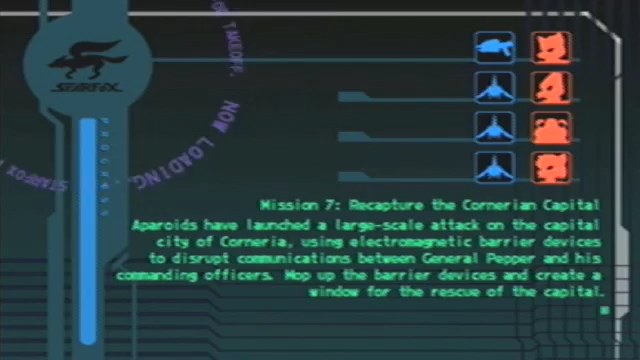 STARFOX
TAKEOFF.
NOW LOADING.
STARFOX
PROGRESS
Mission 7: Recapture the Cornerian Capital
Aparoids have launched a large-scale attack on the capital
city of Corneria, using electromagnetic barrier devices
to disrupt communications between General Pepper and his
commanding officers. Mop up the barrier devices and create a
window for the rescue of the capital.